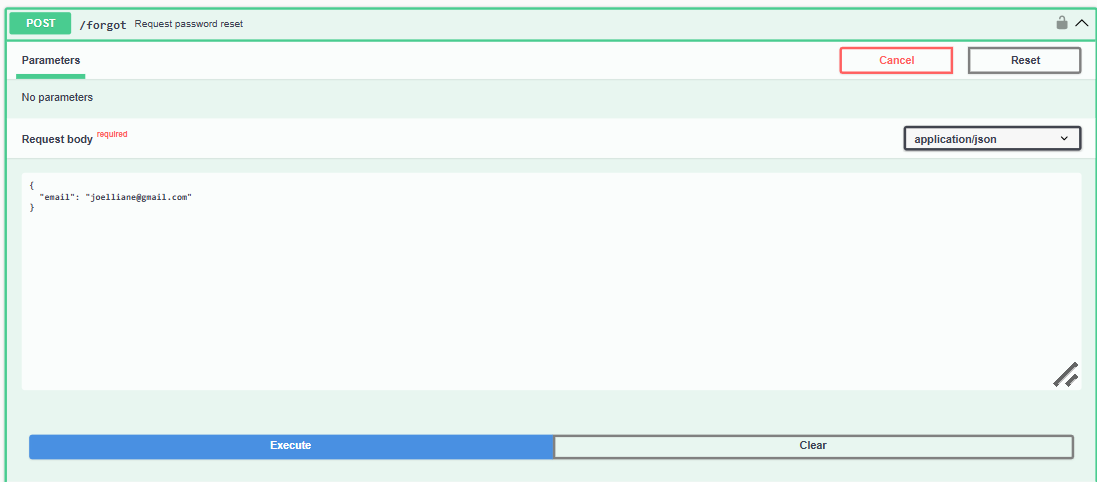 POST /forgot Request password reset
Parameters Cancel Reset
No parameters
Request body required application/json
{
"email": "joelliane@gmail.com"
}
Execute Clear